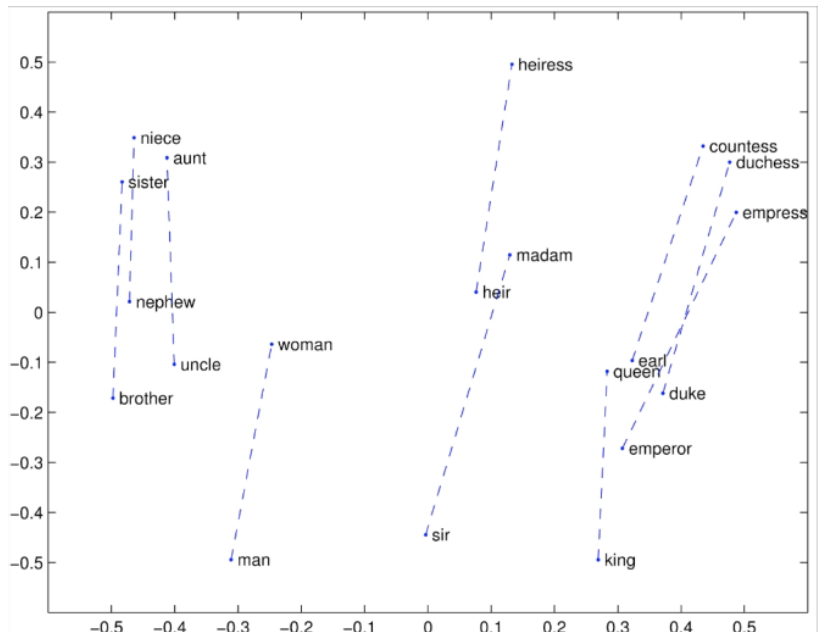 0.5
heiress
0.4
niece
countess
aunt
0.3
duchess
sister
0.2
empress
0.1
madam
heir
nephew
0
woman
−0.1
uncle
earl
queen
brother
duke
−0.2
emperor
−0.3
−0.4
sir
−0.5
man
king
−0.5 −0.4 −0.3 −0.2 −0.1 0 0.1 0.2 0.3 0.4 0.5